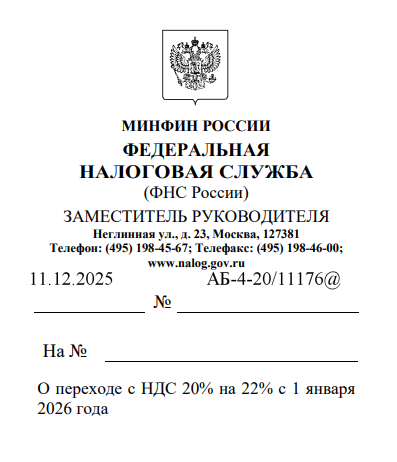 МИНФИН РОССИИ
ФЕДЕРАЛЬНАЯ
НАЛОГОВАЯ СЛУЖБА
(ФНС России)
ЗАМЕСТИТЕЛЬ РУКОВОДИТЕЛЯ
Неглинная ул., д. 23, Москва, 127381
Телефон: (495) 198-45-67; Телефакс: (495) 198-46-00;
www.nalog.gov.ru
11.12.2025 АБ-4-20/11176@
№
На №
О переходе с НДС 20% на 22% с 1 января
2026 года